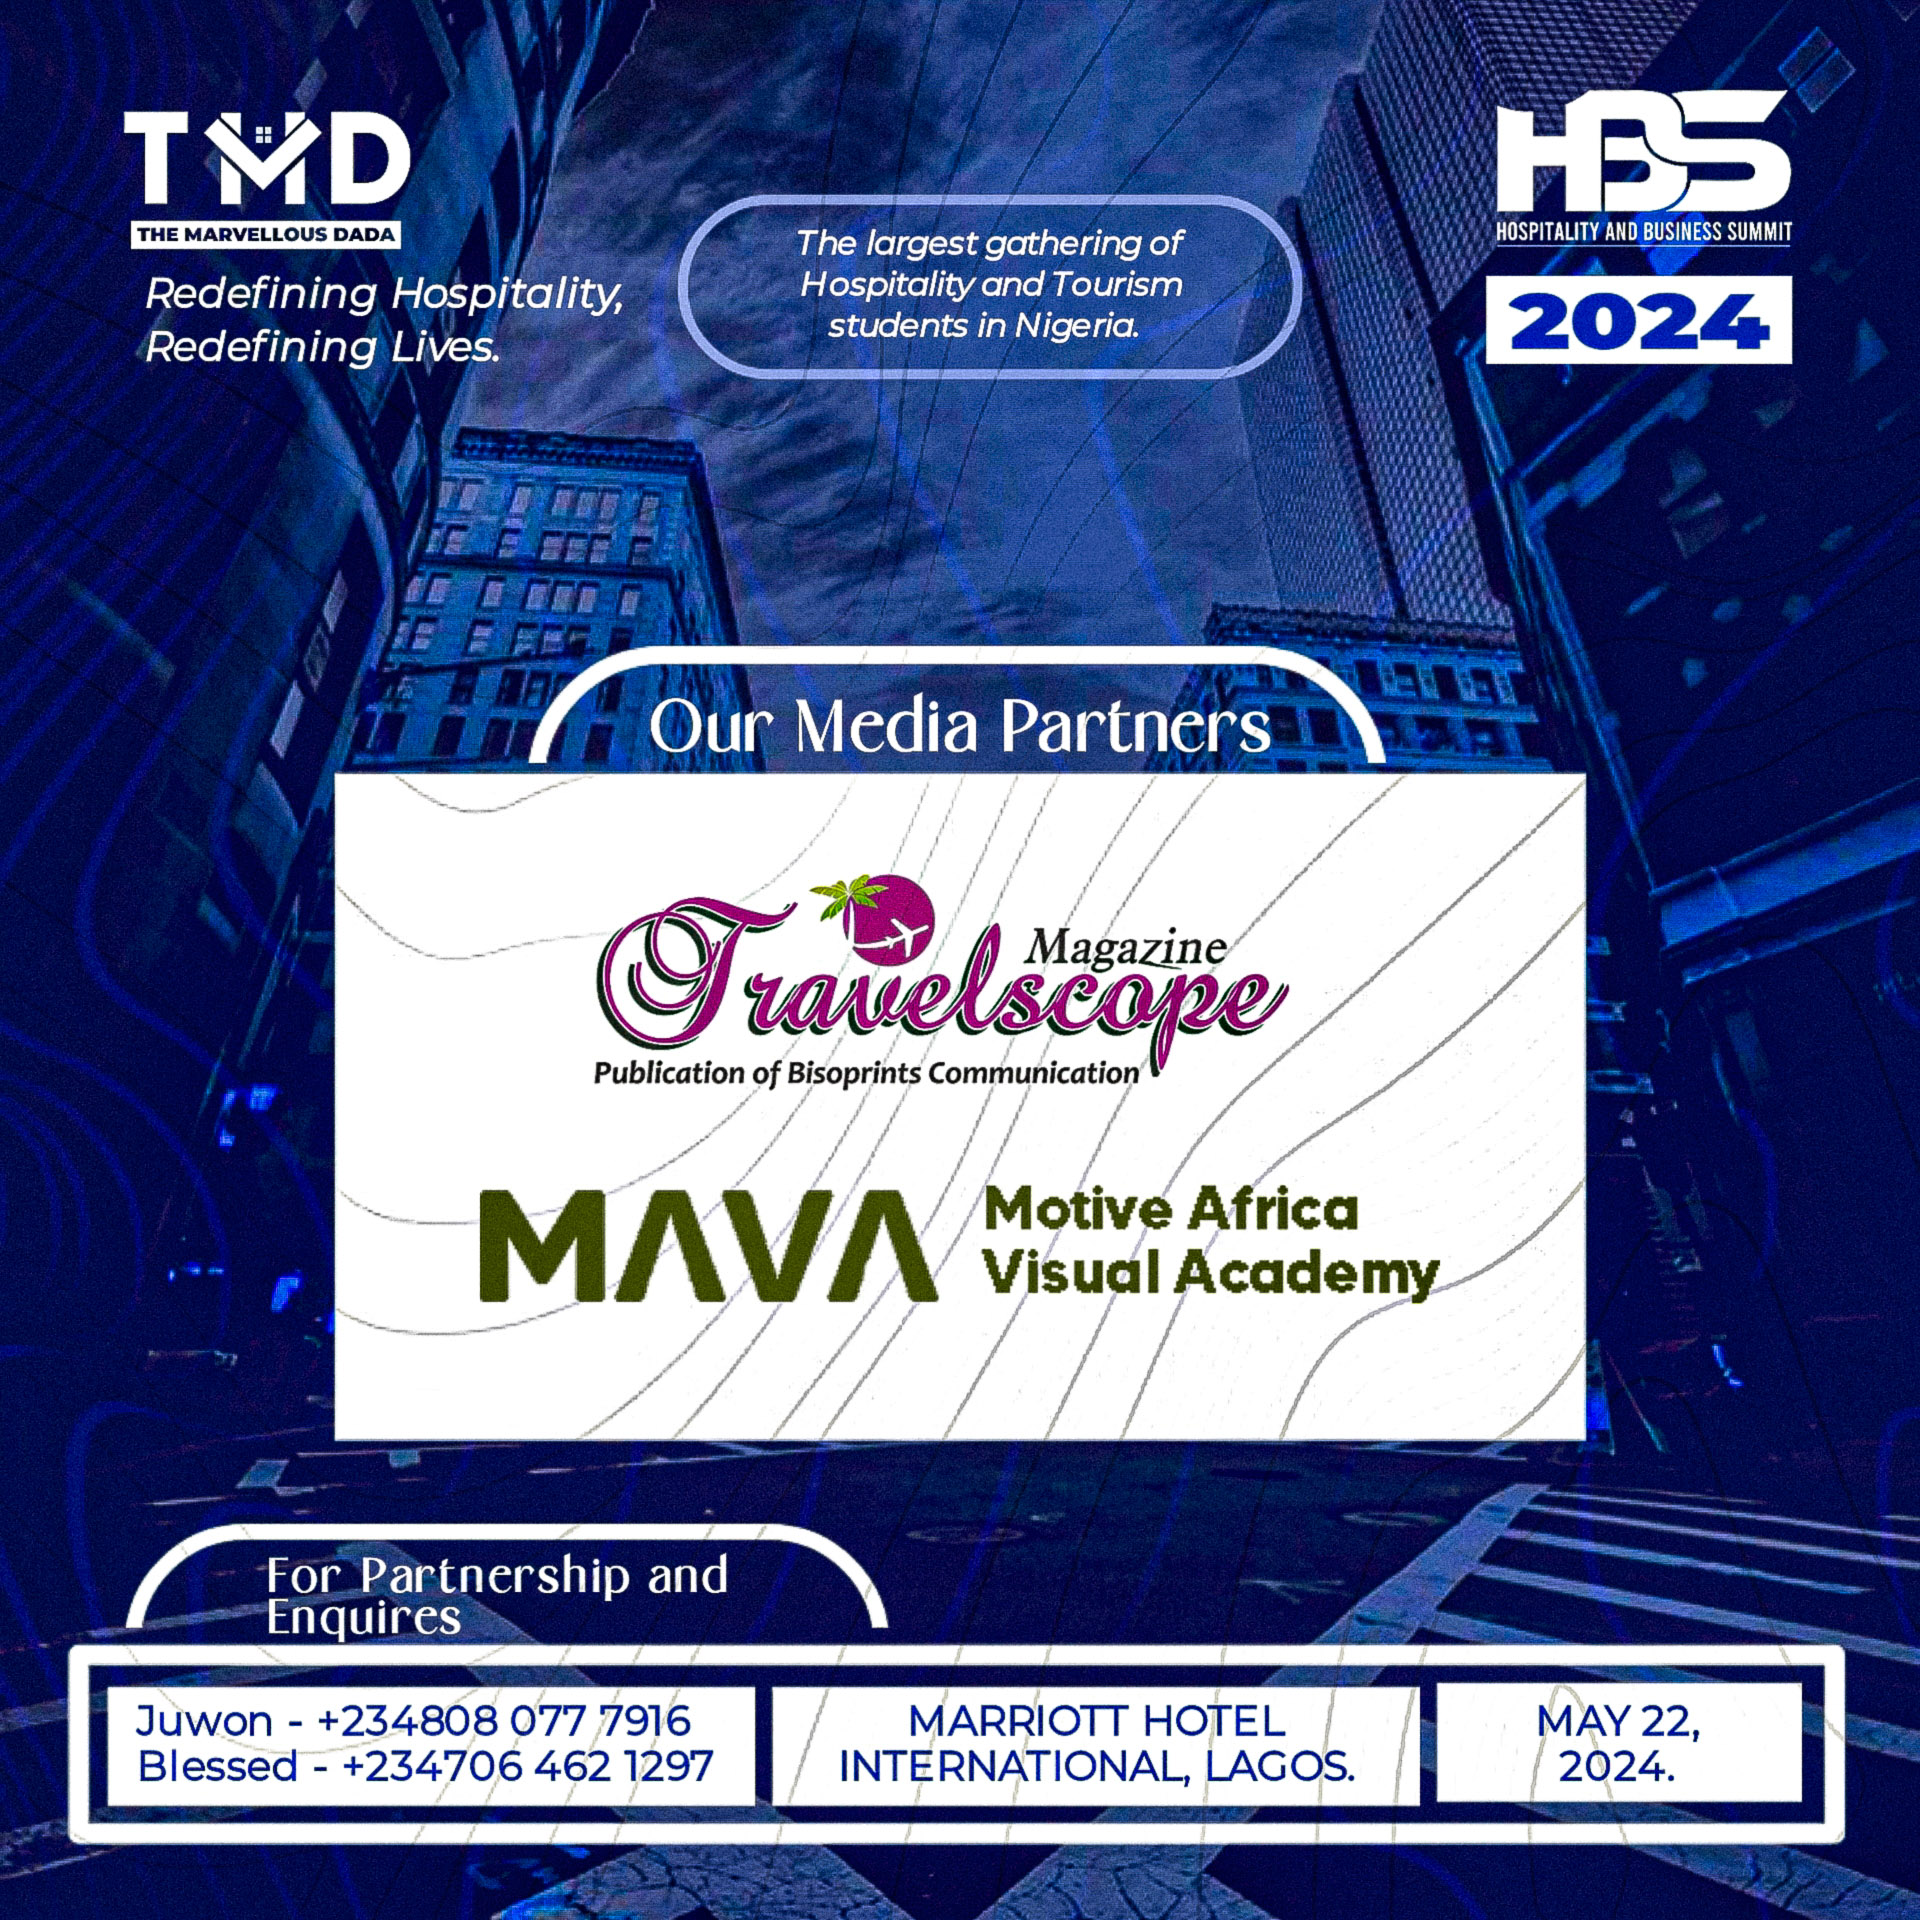 TMD
THE MARVELLOUS DADA
Redefining Hospitality,
Redefining Lives.
The largest gathering of
Hospitality and Tourism
students in Nigeria.
HBS
HOSPITALITY AND BUSINESS SUMMIT
2024
Our Media Partners
Magazine
Travelscope
Publication of Bisoprints Communication
MAVA
Motive Africa
Visual Academy
For Partnership and
Enquires
Juwon - +234808 077 7916
Blessed - +234706 462 1297
MARRIOTT HOTEL
INTERNATIONAL, LAGOS.
MAY 22,
2024.